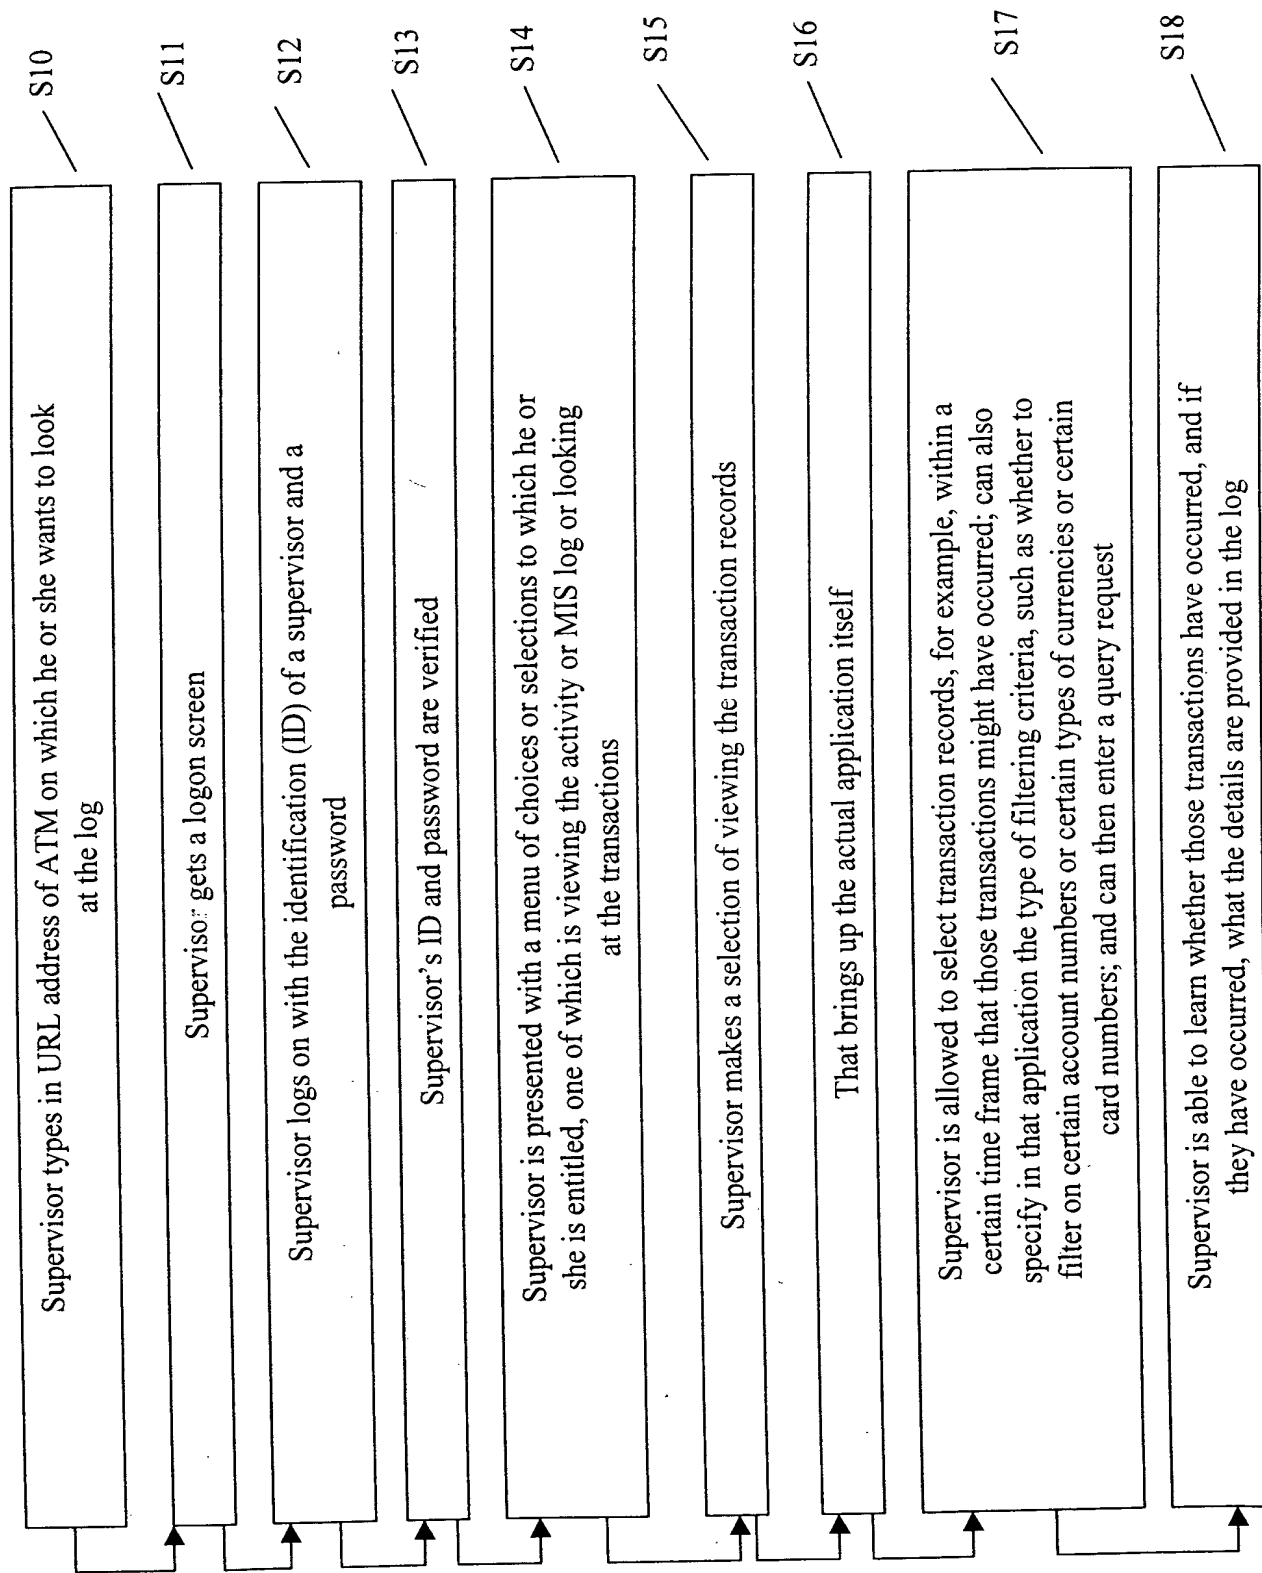 Supervisor types in URL address of ATM on which he or she wants to look
at the log
S10
Supervisor gets a logon screen
S11
Supervisor logs on with the identification (ID) of a supervisor and a
password
S12
Supervisor's ID and password are verified
S13
Supervisor is presented with a menu of choices or selections to which he or
she is entitled, one of which is viewing the activity or MIS log or looking
at the transactions
S14
Supervisor makes a selection of viewing the transaction records
S15
That brings up the actual application itself
S16
Supervisor is allowed to select transaction records, for example, within a
certain time frame that those transactions might have occurred; can also
specify in that application the type of filtering criteria, such as whether to
filter on certain account numbers or certain types of currencies or certain
card numbers; and can then enter a query request
S17
Supervisor is able to learn whether those transactions have occurred, and if
they have occurred, what the details are provided in the log
S18